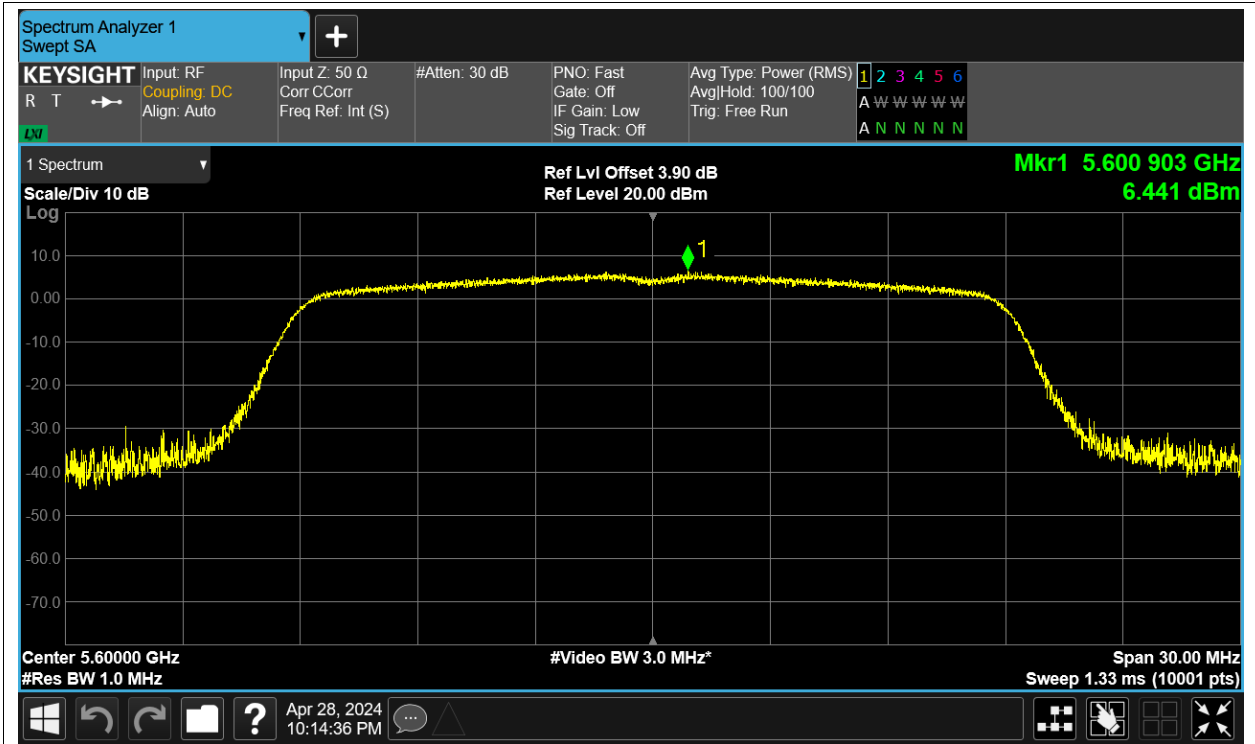 Spectrum Analyzer 1
Swept SA
KEYSIGHT
R T
LXI
Input: RF
Coupling: DC
Align: Auto
Input Z: 50 Ω
Corr CCorr
Freq Ref: Int (S)
#Atten: 30 dB
PNO: Fast
Gate: Off
IF Gain: Low
Sig Track: Off
Avg Type: Power (RMS)
Avg|Hold: 100/100
Trig: Free Run
1 2 3 4 5 6
A W W W W W
A N N N N N
1 Spectrum
Scale/Div 10 dB
Log
Ref Lvl Offset 3.90 dB
Ref Level 20.00 dBm
Mkr1 5.600 903 GHz
6.441 dBm
1
10.0
0.00
-10.0
-20.0
-30.0
-40.0
-50.0
-60.0
-70.0
Center 5.60000 GHz
#Res BW 1.0 MHz
#Video BW 3.0 MHz*
Span 30.00 MHz
Sweep 1.33 ms (10001 pts)
?
Apr 28, 2024
10:14:36 PM